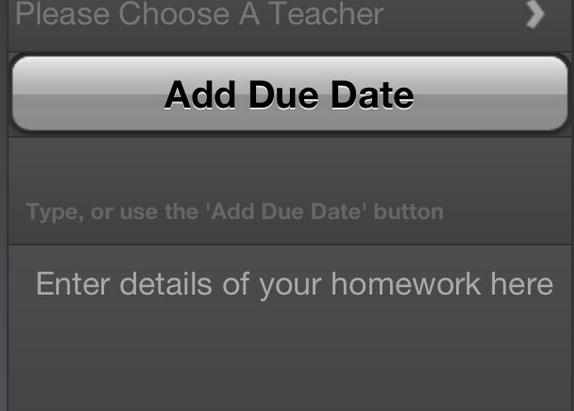 Please Choose A Teacher
Add Due Date
Type, or use the 'Add Due Date' button
Enter details of your homework here